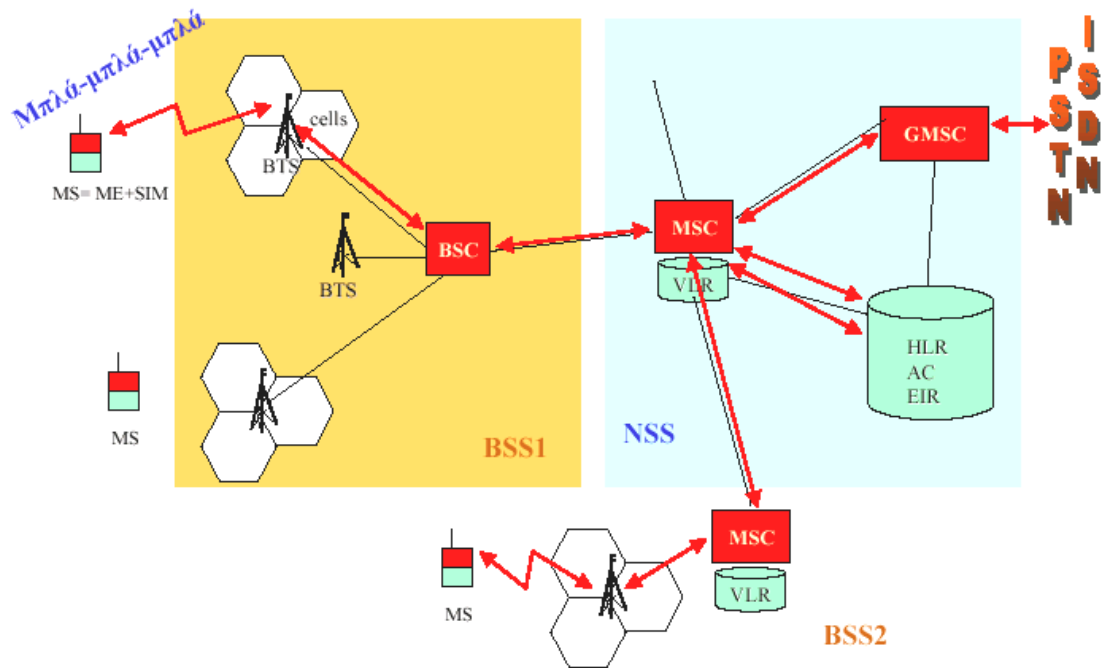 Μπλά-μπλά-μπλά
MS= ME+SIM
cells
BTS
BTS
BSC
MS
BSS1
MSC
VLR
GMSC
PSTN
ISDN
HLR
AC
EIR
NSS
MS
MSC
VLR
BSS2